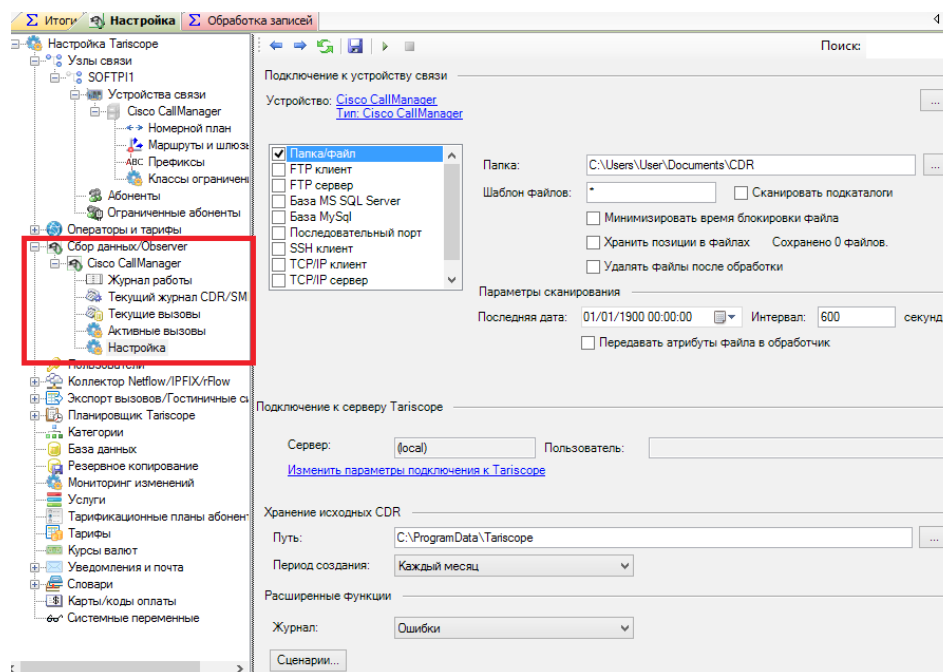 Итоги
Настройка
Обработка записей
Настройка Tariscope
Узлы связи
SOFTPI1
Устройства связи
Cisco CallManager
Номерной план
Маршруты и шлюзы
ABC Префиксы
Классы ограничен
Абоненты
Ограниченные абоненты
Операторы и тарифы
Сбор данных/Observer
Cisco CallManager
Журнал работы
Текущий журнал CDR/SM
Текущие вызовы
Активные вызовы
Настройка
Пользователи
Коллектор Netflow/IPFIX/rFlow
Экспорт вызовов/Гостиничные си
Планировщик Tariscope
Категории
База данных
Резервное копирование
Мониторинг изменений
Услуги
Тарификационные планы абонен
Тарифы
Курсы валют
Уведомления и почта
Словари
Карты/коды оплаты
Системные переменные
Поиск:
Подключение к устройству связи
Устройство: Cisco CallManager
Тип: Cisco CallManager
...
Папка/файл
FTP клиент
FTP сервер
База MS SQL Server
База MySql
Последовательный порт
SSH клиент
TCP/IP клиент
TCP/IP сервер
Папка: C:\Users\User\Documents\CDR ...
Шаблон файлов: * Сканировать подкаталоги
Минимизировать время блокировки файла
Хранить позиции в файлах Сохранено 0 файлов.
Удалять файлы после обработки
Параметры сканирования
Последняя дата: 01/01/1900 00:00:00 Интервал: 600 секунд
Передавать атрибуты файла в обработчик
Подключение к серверу Tariscope
Сервер: (local) Пользователь:
Изменить параметры подключения к Tariscope
Хранение исходных CDR
Путь: C:\ProgramData\Tariscope ...
Период создания: Каждый месяц
Расширенные функции
Журнал: Ошибки
Сценарии...